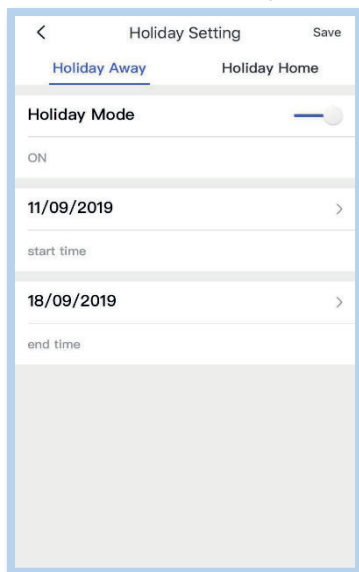 Holiday Setting Save
Holiday Away Holiday Home
Holiday Mode
ON
11/09/2019
start time
18/09/2019
end time